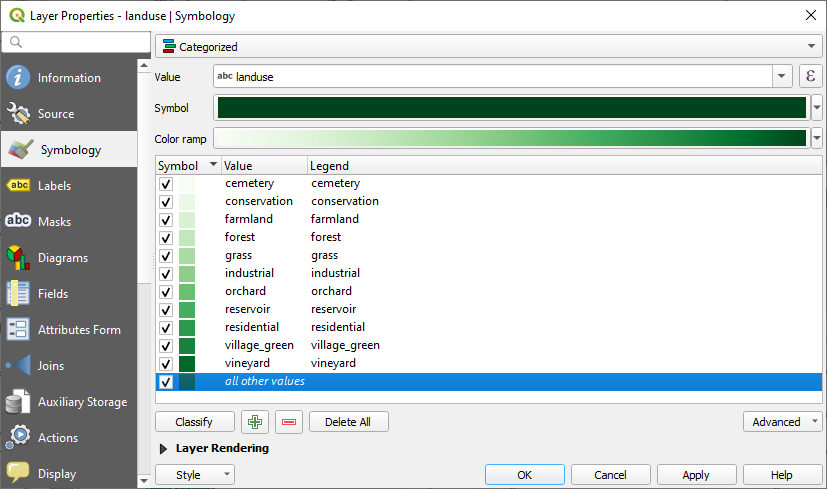 Layer Properties - landuse | Symbology
Information
Source
Symbology
abc Labels
abc Masks
Diagrams
Fields
Attributes Form
Joins
Auxiliary Storage
Actions
Display
Categorized
Value abc landuse ε
Symbol
Color ramp
Symbol Value Legend
cemetery cemetery
conservation conservation
farmland farmland
forest forest
grass grass
industrial industrial
orchard orchard
reservoir reservoir
residential residential
village_green village_green
vineyard vineyard
all other values
Classify Delete All Advanced
Layer Rendering
Style OK Cancel Apply Help